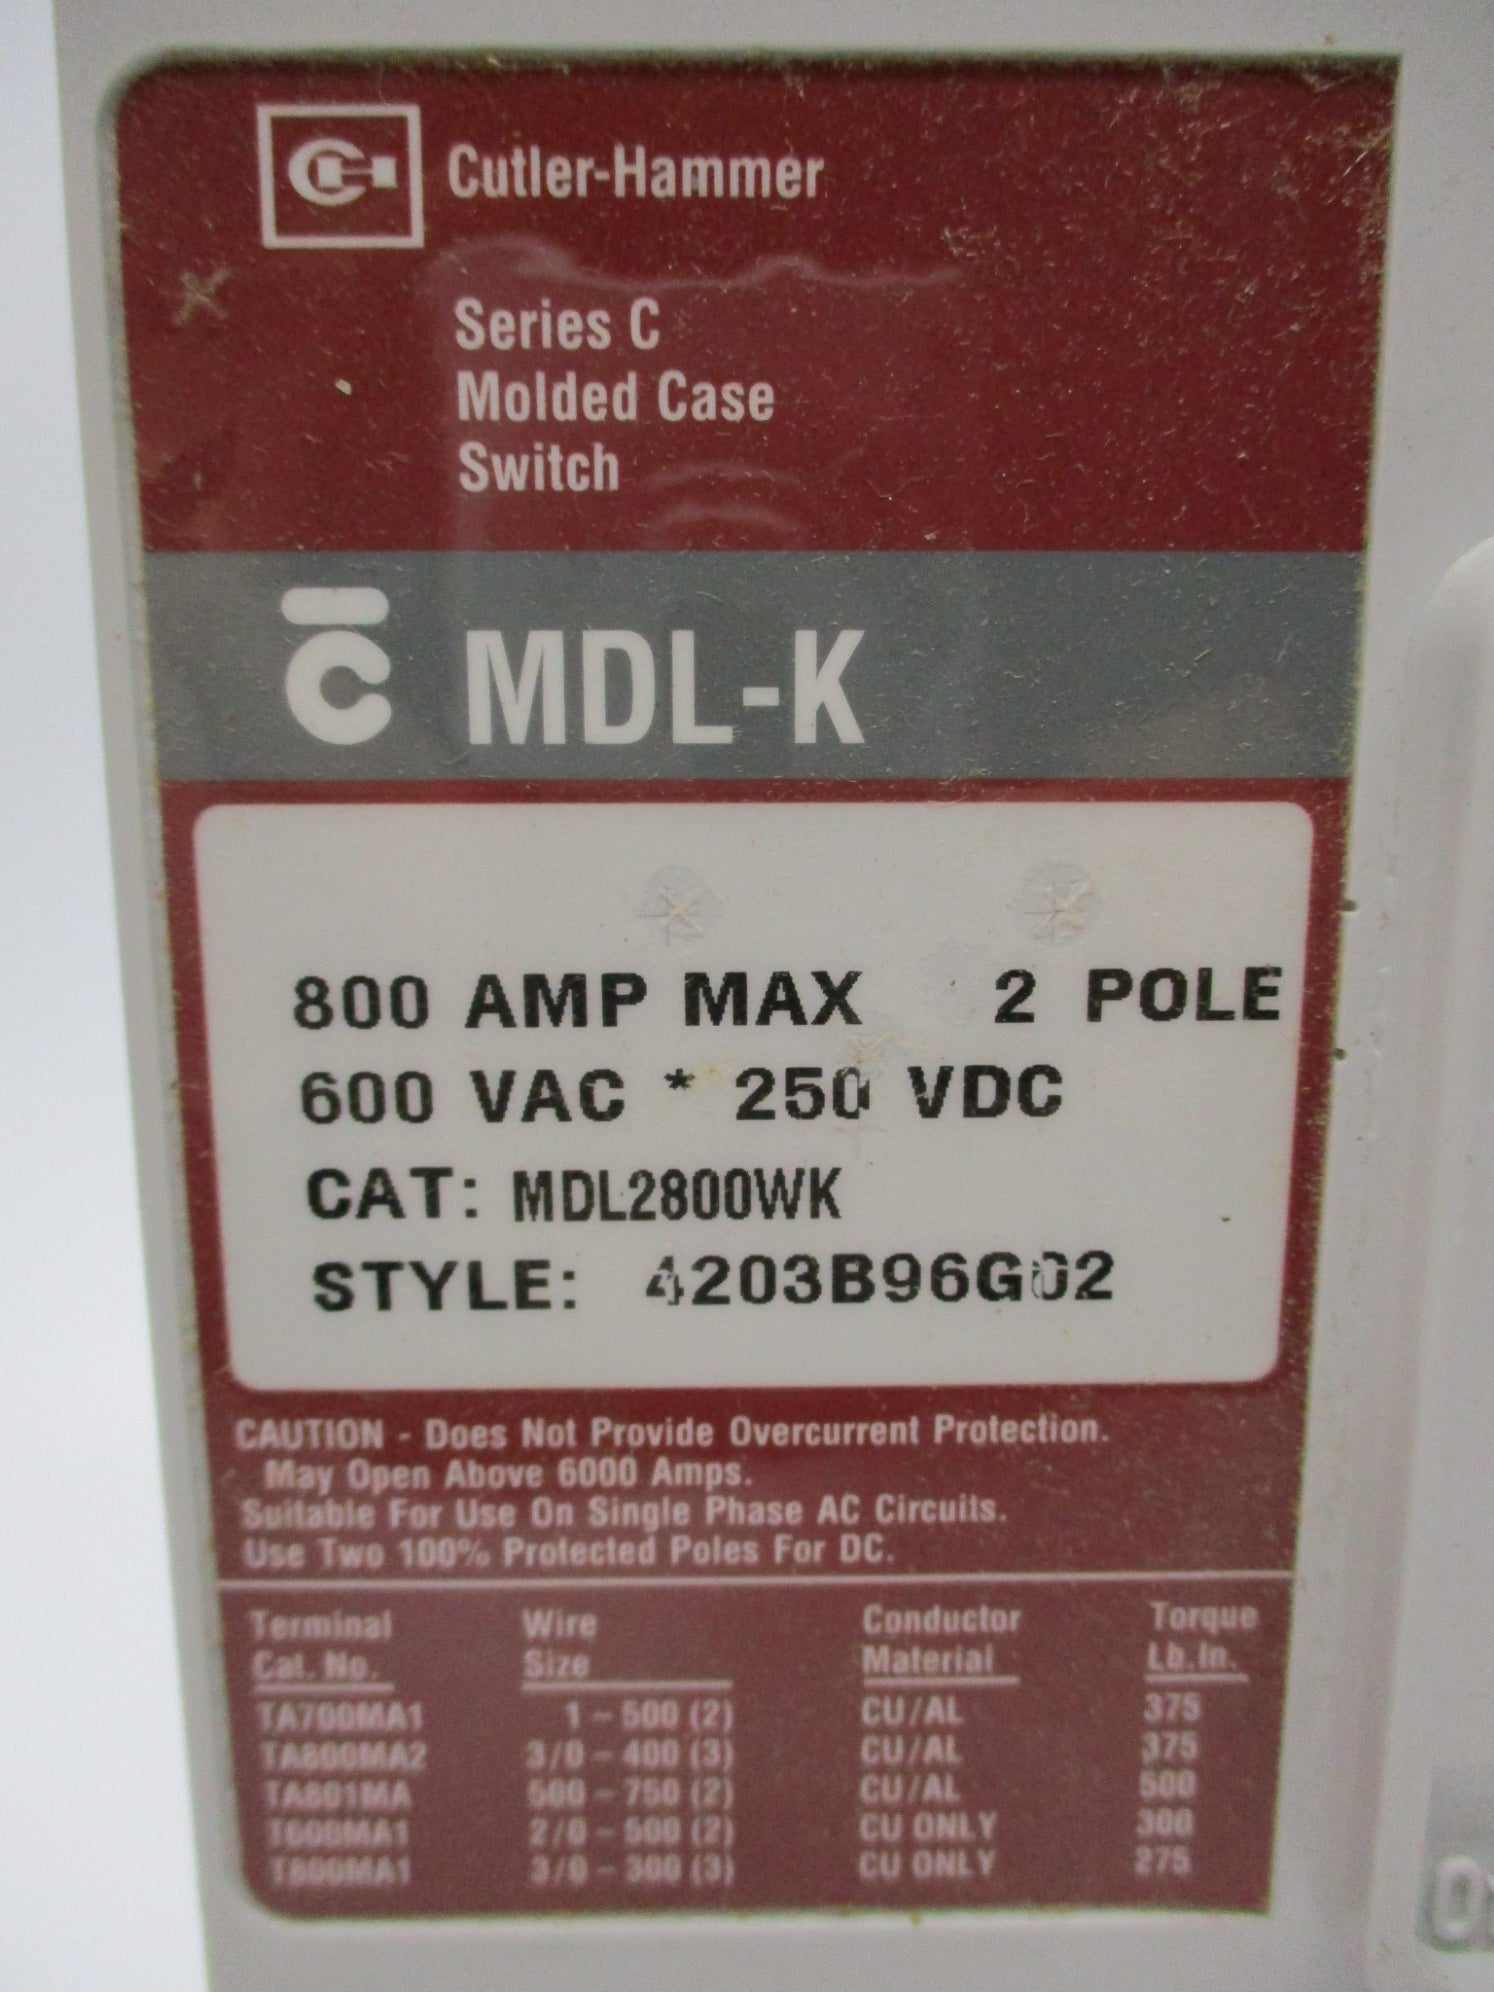 Cutler-Hammer
Series C
Molded Case
Switch
C MDL-K
800 AMP MAX 2 POLE
600 VAC * 250 VDC
CAT: MDL2800WK
STYLE: 4203B96G02
CAUTION - Does Not Provide Overcurrent Protection.
May Open Above 6000 Amps.
Suitable For Use On Single Phase AC Circuits.
Use Two 100% Protected Poles For DC.
Terminal Wire Conductor Torque
Cat. No. Size Material Lb.In.
TA700MA1 1 – 500 (2) CU/AL 375
TA800MA2 3/0 – 400 (3) CU/AL 375
TA801MA 500 – 750 (2) CU/AL 500
T600MA1 2/0 – 500 (2) CU ONLY 300
T800MA1 3/0 – 300 (3) CU ONLY 275